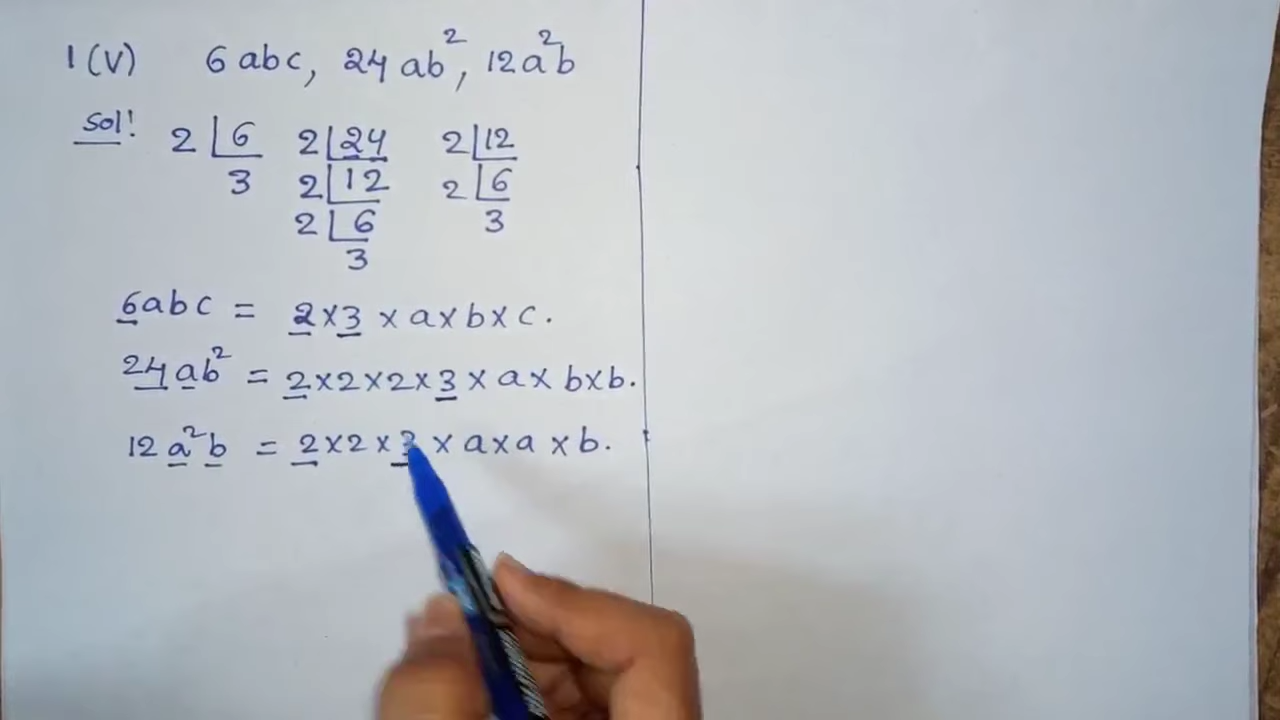 1(V) 6abc, 24ab², 12a²b
Sol! 2 6 2 24 2 12
3 2 12 2 6
2 6 3
3
6abc = 2×3×a×b×c.
24ab² = 2×2×2×3×a×b×b.
12a²b = 2×2×3×a×a×b.